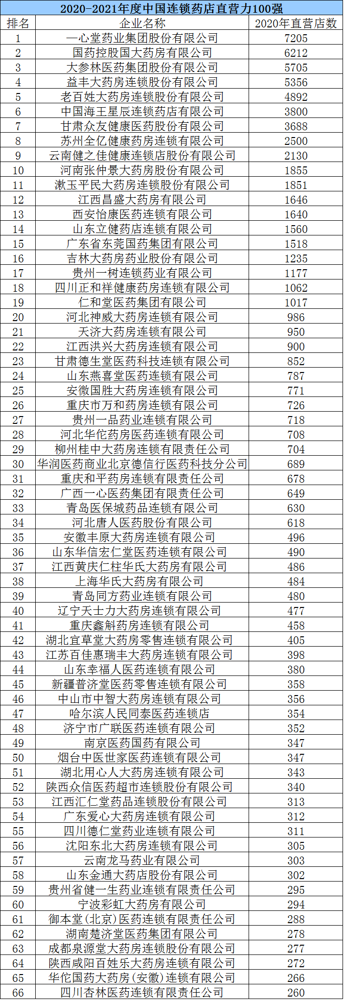 2020-2021年度中国连锁药店直营力100强
排名 企业名称 2020年直营店数
1 一心堂药业集团股份有限公司 7205
2 国药控股国大药房有限公司 6212
3 大参林医药集团股份有限公司 5705
4 益丰大药房连锁股份有限公司 5356
5 老百姓大药房连锁股份有限公司 4892
6 中国海王星辰连锁药店有限公司 3800
7 甘肃众友健康医药股份有限公司 3688
8 苏州全亿健康药房连锁有限公司 2500
9 云南健之佳健康连锁店股份有限公司 2130
10 河南张仲景大药房股份有限公司 1855
11 漱玉平民大药房连锁股份有限公司 1851
12 江西昌盛大药房有限公司 1646
13 西安怡康医药连锁有限公司 1640
14 山东立健药店连锁有限公司 1560
15 广东省东莞国药集团有限公司 1518
16 吉林大药房药业股份有限公司 1235
17 贵州一树连锁药业有限公司 1177
18 四川正和祥健康药房连锁有限公司 1062
19 仁和堂医药集团有限公司 1017
20 河北神威大药房连锁有限公司 986
21 天济大药房连锁有限公司 950
22 江西洪兴大药房连锁有限公司 900
23 甘肃德生堂医药科技连锁有限公司 852
24 山东燕喜堂医药连锁有限公司 787
25 安微国胜大药房连锁有限公司 771
26 重庆市万和药房连锁有限公司 726
27 贵州一品药业连锁有限公司 718
28 河北华佗药房医药连锁有限公司 708
29 柳州桂中大药房连锁有限责任公司 704
30 华润医药商业北京德信行医药科技分公司 689
31 重庆和平药房连锁有限责任公司 678
32 广西一心医药集团有限责任公司 649
33 青岛医保城药品连锁有限公司 630
34 河北唐人医药股份有限公司 618
35 安徽丰原大药房连锁有限公司 496
36 山东华信宏仁堂医药连锁有限公司 490
37 江西黄庆仁柱华氏大药房有限公司 486
38 上海华氏大药房有限公司 484
39 青岛同方药业连锁有限公司 480
40 辽宁天士力大药房连锁有限公司 477
41 重庆鑫斛药房连锁有限公司 458
42 湖北宜草堂大药房零售连锁有限公司 405
43 江苏百佳惠瑞丰大药房连锁有限公司 398
44 山东幸福人医药连锁有限公司 380
45 新疆普济堂医药零售连锁有限公司 358
46 中山市中智大药房连锁有限公司 356
47 哈尔滨人民同泰医药连锁店 354
48 济宁市广联医药连锁有限公司 352
49 南京医药国药有限公司 347
50 烟台中医世家医药连锁有限公司 347
51 湖北用心人大药房连锁有限公司 343
52 陕西众信医药超市连锁股份有限公司 340
53 江西汇仁堂药品连锁股份有限公司 313
54 广东爱心大药房连锁有限公司 312
55 四川德仁堂药业连锁有限公司 311
56 沈阳东北大药房连锁有限公司 305
57 云南龙马药业有限公司 303
58 山东金通大药店股份有限公司 302
59 贵州省健一生药业连锁有限责任公司 295
60 宁波彩虹大药房有限公司 294
61 御本堂(北京)医药连锁有限责任公司 288
62 湖南楚济堂医药集团有限公司 278
63 成都泉源堂大药房连锁股份有限公司 277
64 陕西咸阳百姓乐大药房连锁有限公司 272
65 华佗国药大药房(安徽)连锁有限公司 266
66 四川杏林医药连锁有限责任公司 260